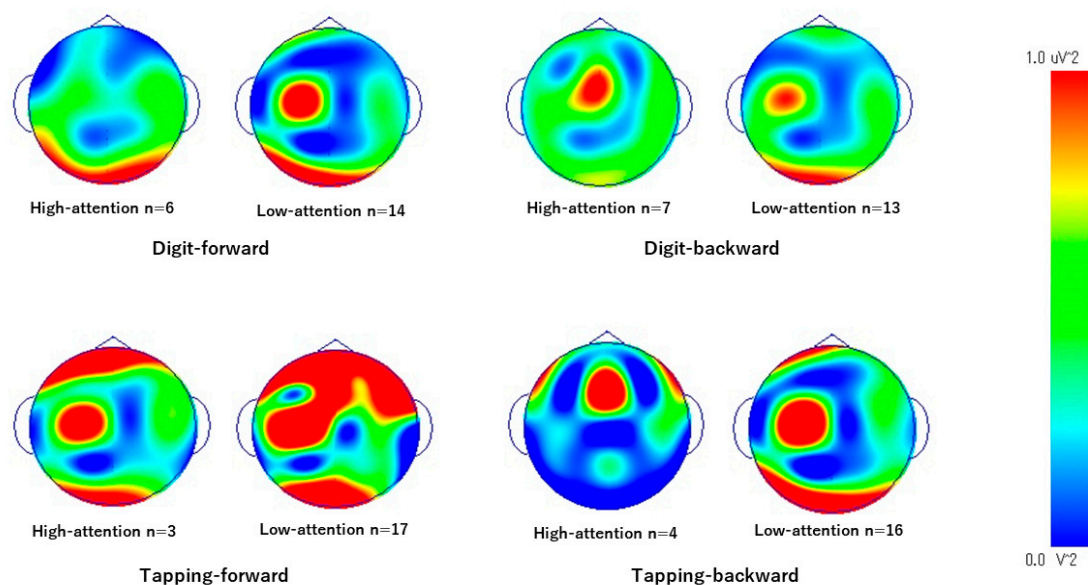 1.0 uV^2
High-attention n=6
Low-attention n=14
High-attention n=7
Low-attention n=13
Digit-forward
Digit-backward
High-attention n=3
Low-attention n=17
High-attention n=4
Low-attention n=16
0.0 V^2
Tapping-forward
Tapping-backward